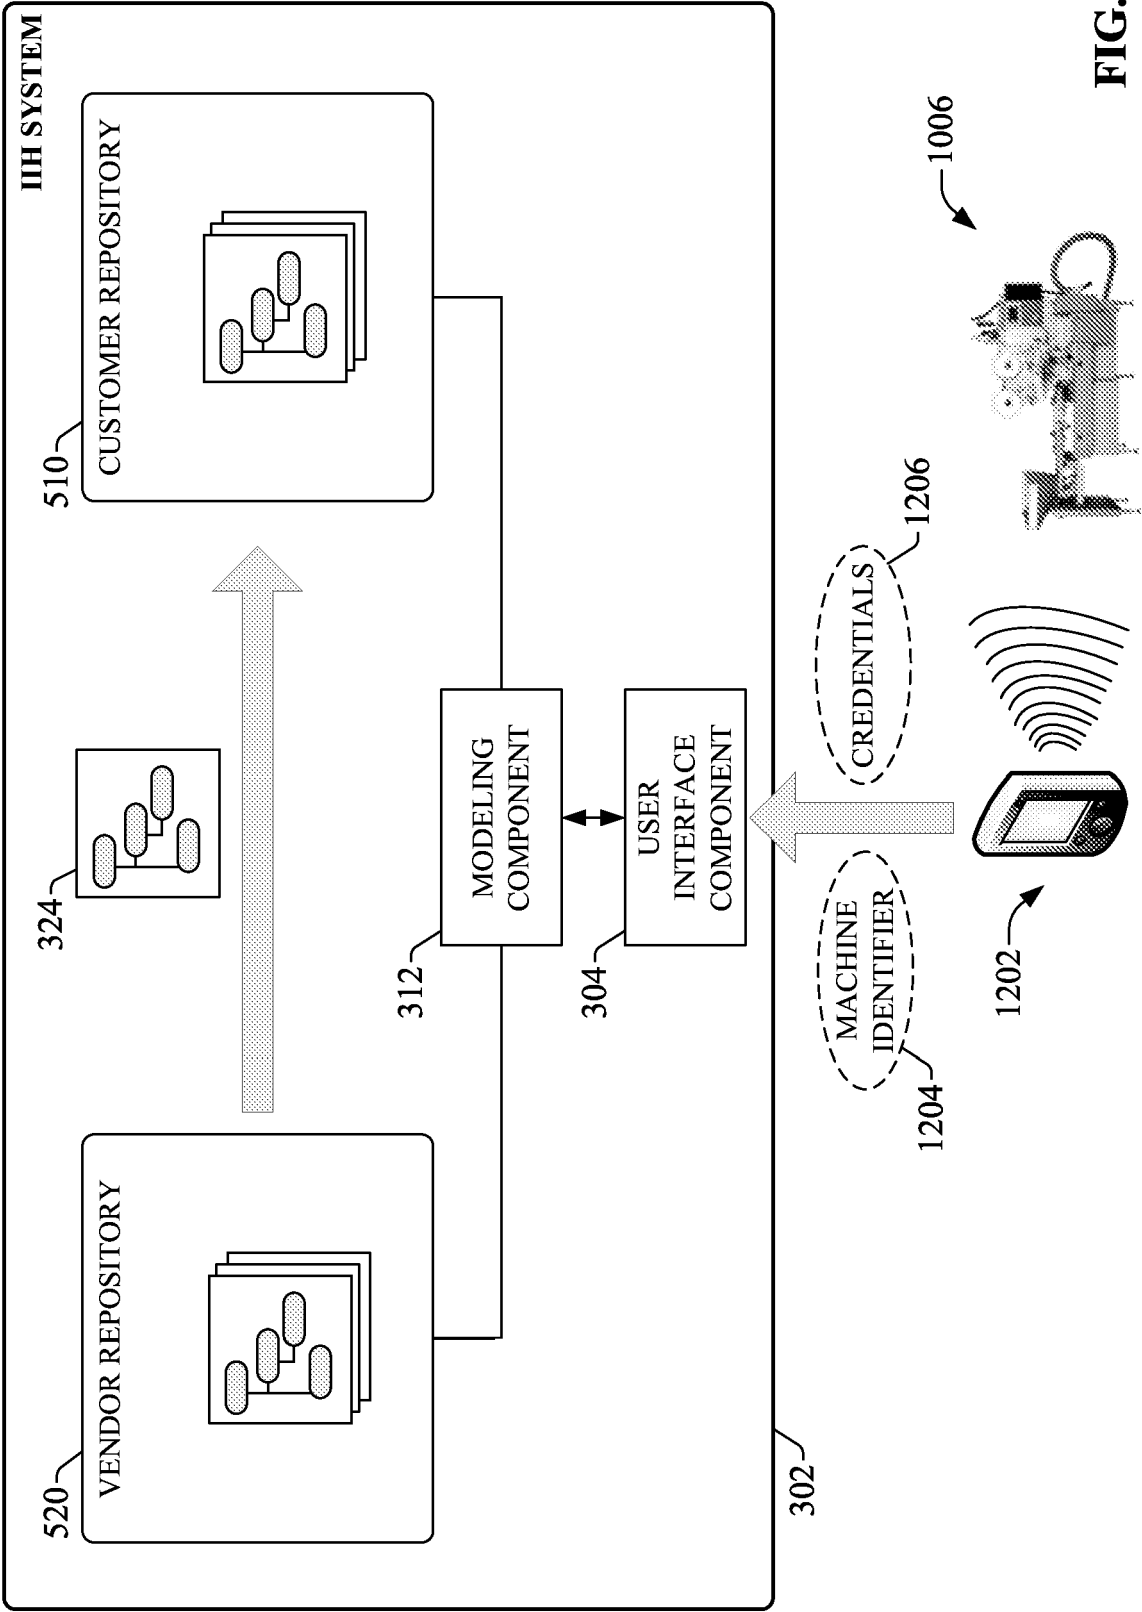 IIH SYSTEM
324
520
VENDOR REPOSITORY
510
CUSTOMER REPOSITORY
312
MODELING
COMPONENT
304
USER
INTERFACE
COMPONENT
302
1204
MACHINE
IDENTIFIER
CREDENTIALS
1206
1202
1006
FIG.